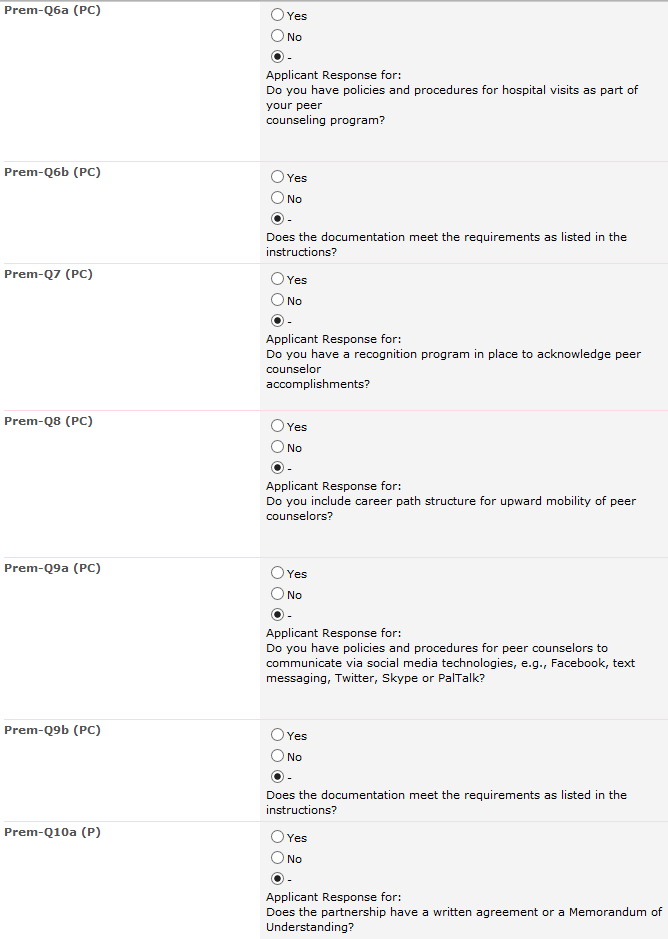 Prem-Q6a (PC)
Yes
No
-
Applicant Response for:
Do you have policies and procedures for hospital visits as part of
your peer
counseling program?
Prem-Q6b (PC)
Yes
No
-
Does the documentation meet the requirements as listed in the
instructions?
Prem-Q7 (PC)
Yes
No
-
Applicant Response for:
Do you have a recognition program in place to acknowledge peer
counselor
accomplishments?
Prem-Q8 (PC)
Yes
No
-
Applicant Response for:
Do you include career path structure for upward mobility of peer
counselors?
Prem-Q9a (PC)
Yes
No
-
Applicant Response for:
Do you have policies and procedures for peer counselors to
communicate via social media technologies, e.g., Facebook, text
messaging, Twitter, Skype or PalTalk?
Prem-Q9b (PC)
Yes
No
-
Does the documentation meet the requirements as listed in the
instructions?
Prem-Q10a (P)
Yes
No
-
Applicant Response for:
Does the partnership have a written agreement or a Memorandum of
Understanding?